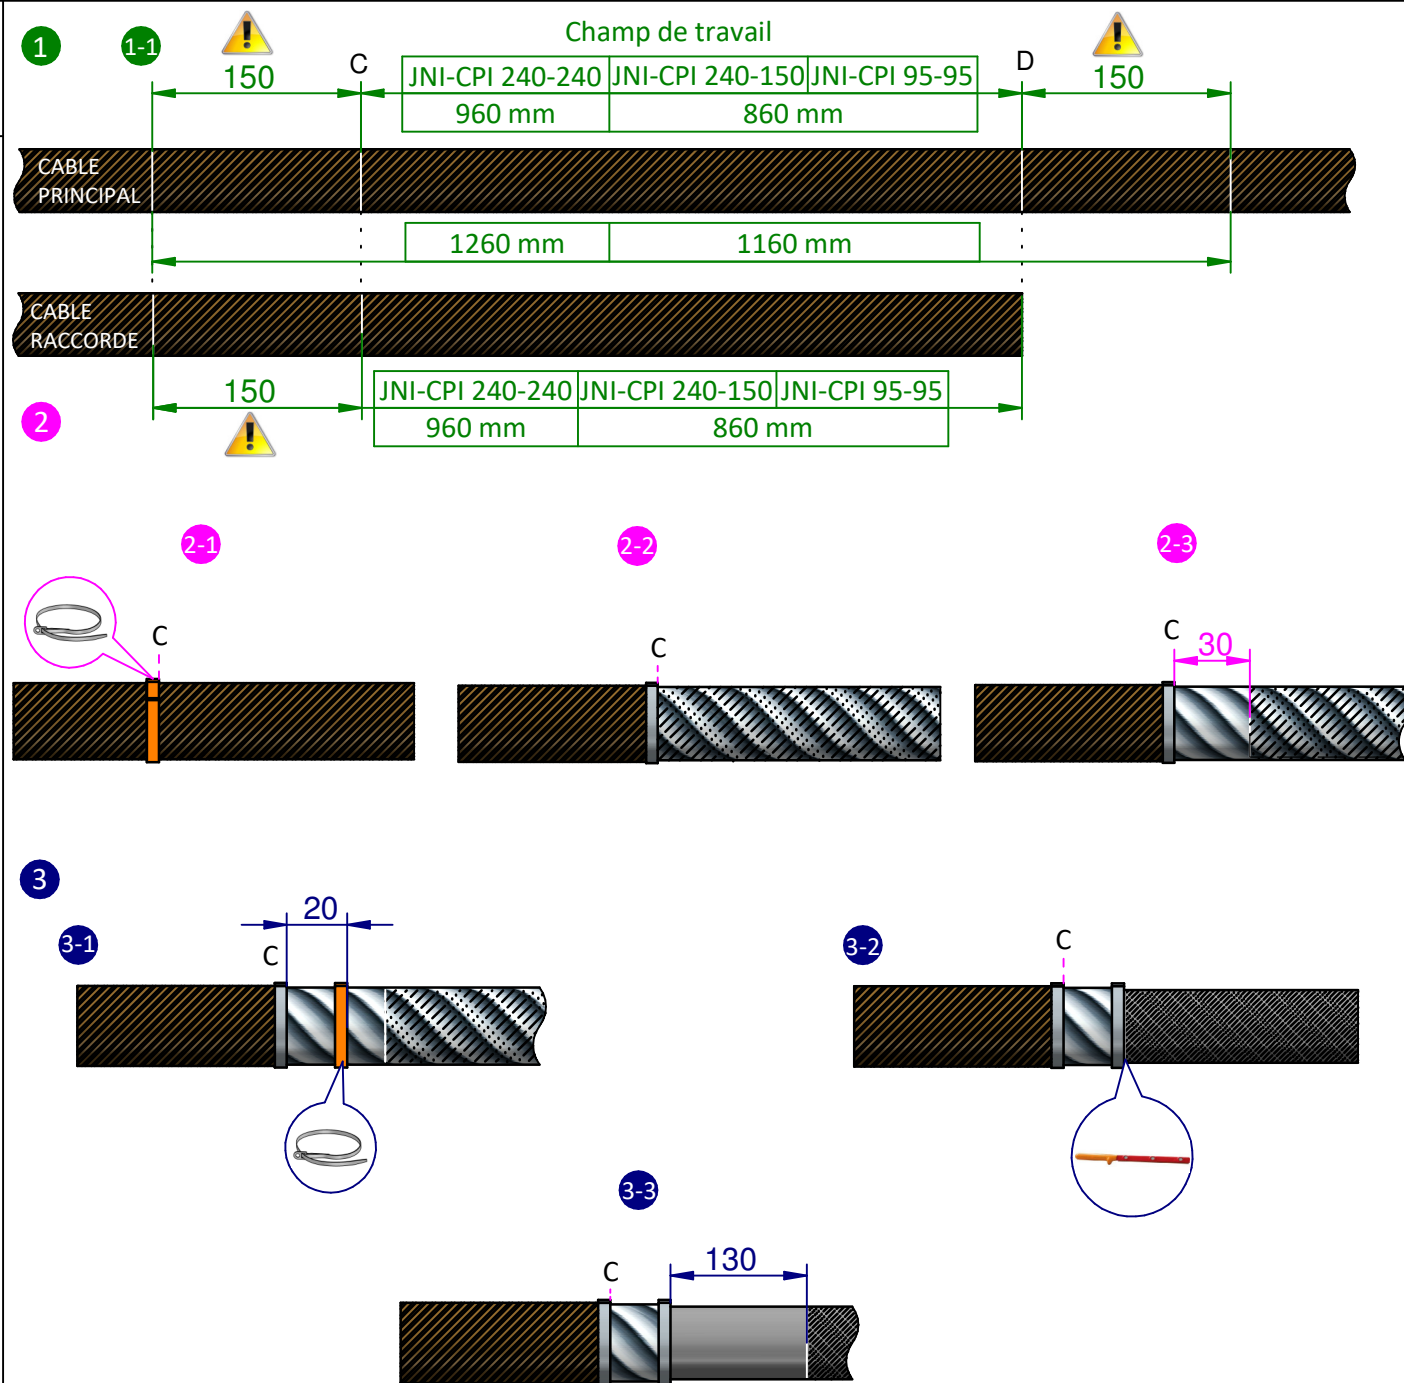 1
1-1
Champ de travail
150
C
JNI-CPI 240-240 JNI-CPI 240-150 JNI-CPI 95-95
D
150
960 mm 860 mm
CABLE
PRINCIPAL
1260 mm 1160 mm
CABLE
RACCORDE
150
JNI-CPI 240-240 JNI-CPI 240-150 JNI-CPI 95-95
960 mm 860 mm
2
2-1
2-2
2-3
C
C
C
30
3
3-1
20
C
3-2
C
3-3
C
130